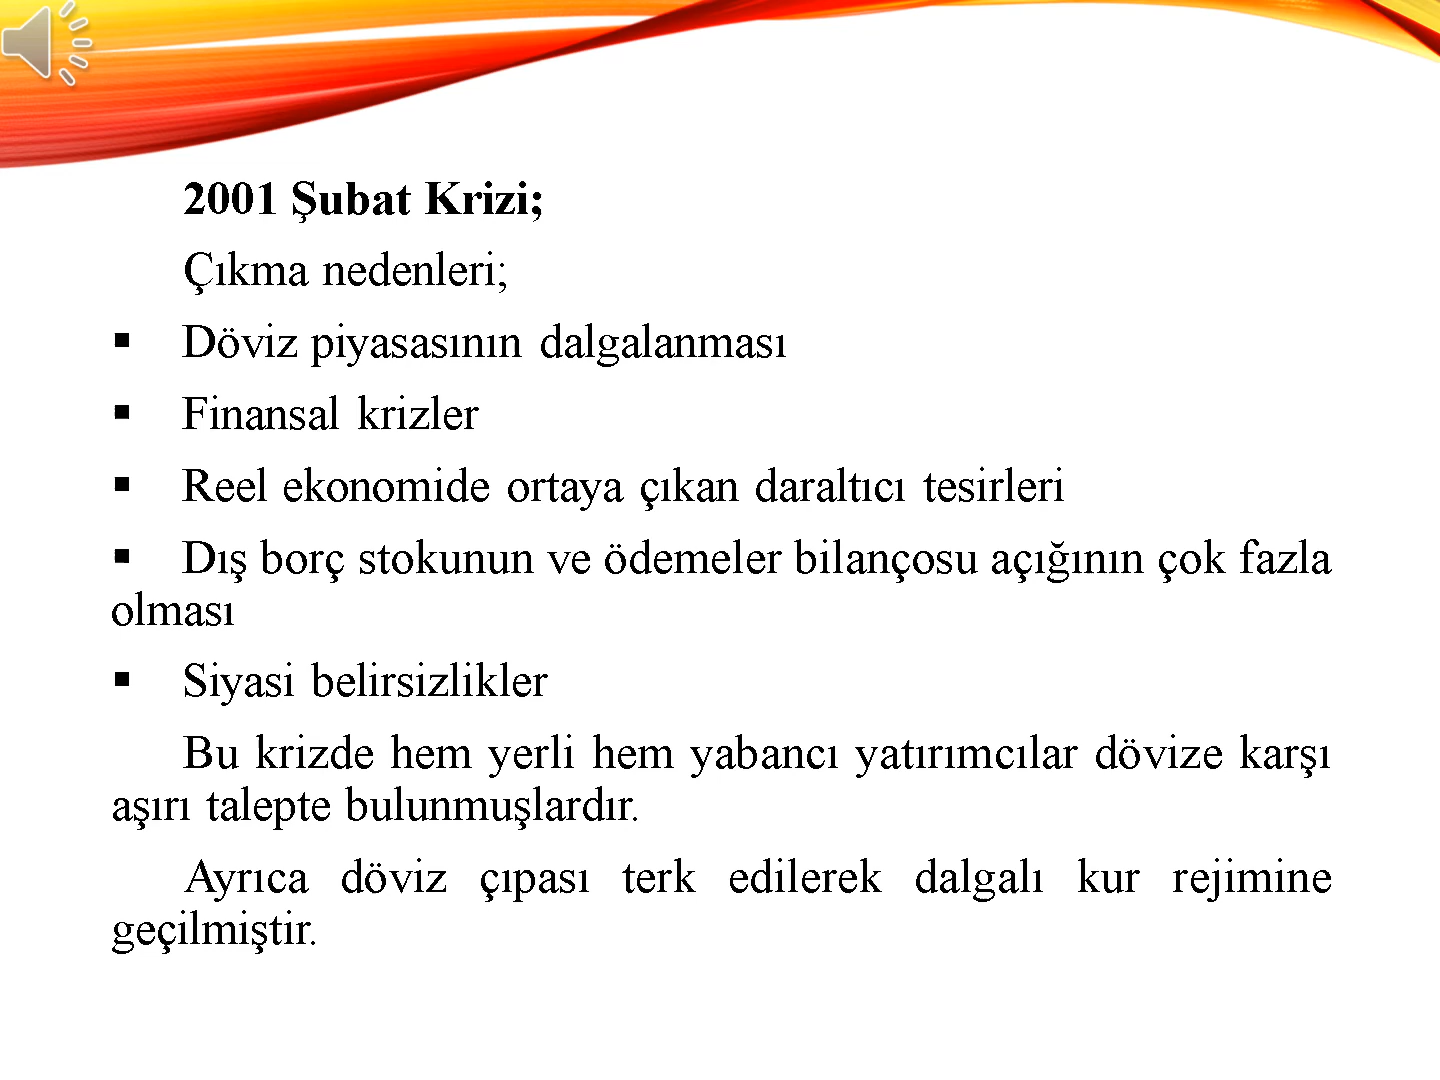 2001 Şubat Krizi;
Çıkma nedenleri;
▪ Döviz piyasasının dalgalanması
▪ Finansal krizler
▪ Reel ekonomide ortaya çıkan daraltıcı tesirleri
▪ Dış borç stokunun ve ödemeler bilançosu açığının çok fazla
olması
▪ Siyasi belirsizlikler
Bu krizde hem yerli hem yabancı yatırımcılar dövize karşı
aşırı talepte bulunmuşlardır.
Ayrıca döviz çıpası terk edilerek dalgalı kur rejimine
geçilmiştir.